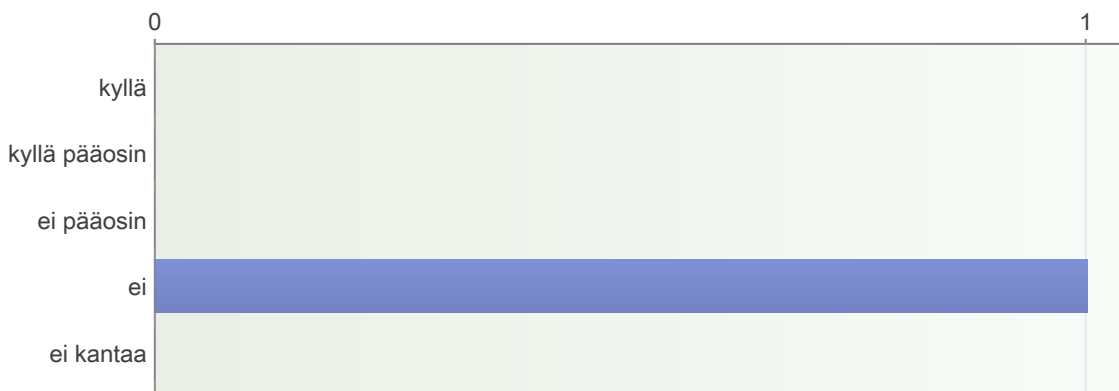 0 1
kyllä
kyllä pääosin
ei pääosin
ei
ei kantaa